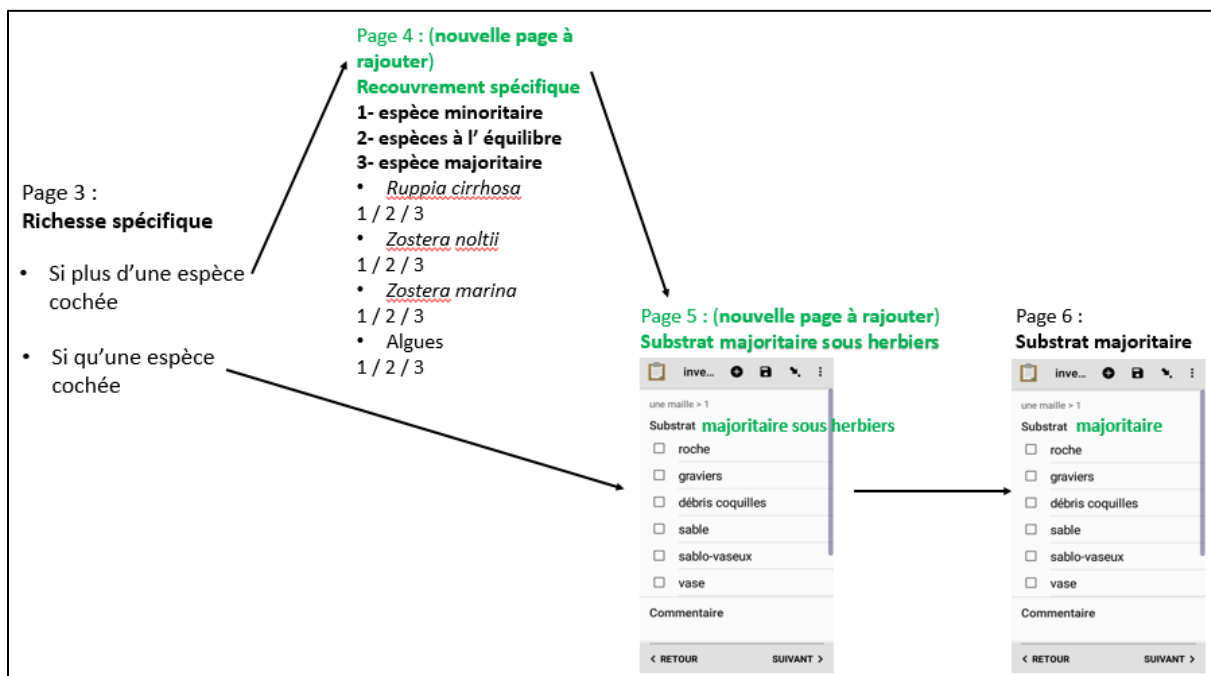 Page 3 :
Richesse spécifique
• Si plus d'une espèce
cochée
• Si qu'une espèce
cochée
Page 4 : (nouvelle page à
rajouter)
Recouvrement spécifique
1- espèce minoritaire
2- espèces à l' équilibre
3- espèce majoritaire
• Ruppia cirrhosa
1 / 2 / 3
• Zostera noltii
1 / 2 / 3
• Zostera marina
1 / 2 / 3
• Algues
1 / 2 / 3
Page 5 : (nouvelle page à rajouter)
Substrat majoritaire sous herbiers
inve...
une maille > 1
Substrat majoritaire sous herbiers
roche
graviers
débris coquilles
sable
sablo-vaseux
vase
Commentaire
< RETOUR SUIVANT >
Page 6 :
Substrat majoritaire
inve...
une maille > 1
Substrat majoritaire
roche
graviers
débris coquilles
sable
sablo-vaseux
vase
Commentaire
< RETOUR SUIVANT >